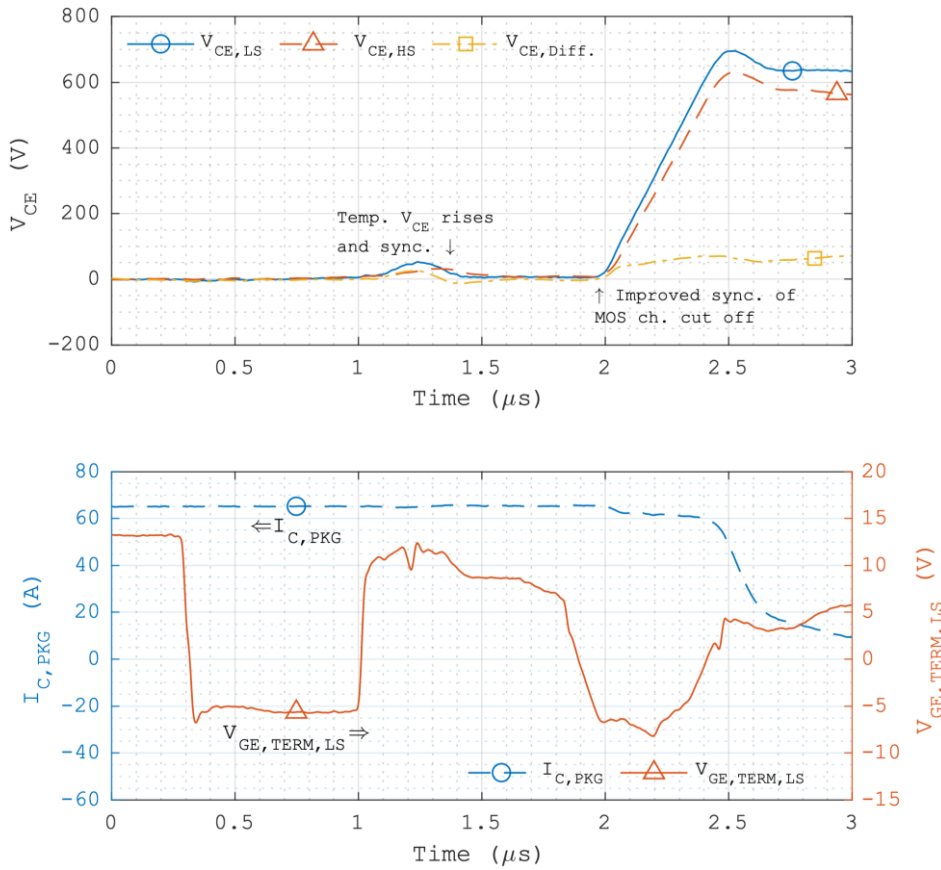 800
V_CE,LS V_CE,HS V_CE,Diff.
600
400
200
0
-200
V_CE (V)
Temp. V_CE rises
and sync. ↓
↑ Improved sync. of
MOS ch. cut off
0 0.5 1 1.5 2 2.5 3
Time (μs)
80
60
40
20
0
-20
-40
-60
I_C,PKG (A)
⇐I_C,PKG
V_GE,TERM,LS⇒
I_C,PKG V_GE,TERM,LS
20
15
10
5
0
-5
-10
-15
V_GE,TERM,LS (V)
0 0.5 1 1.5 2 2.5 3
Time (μs)